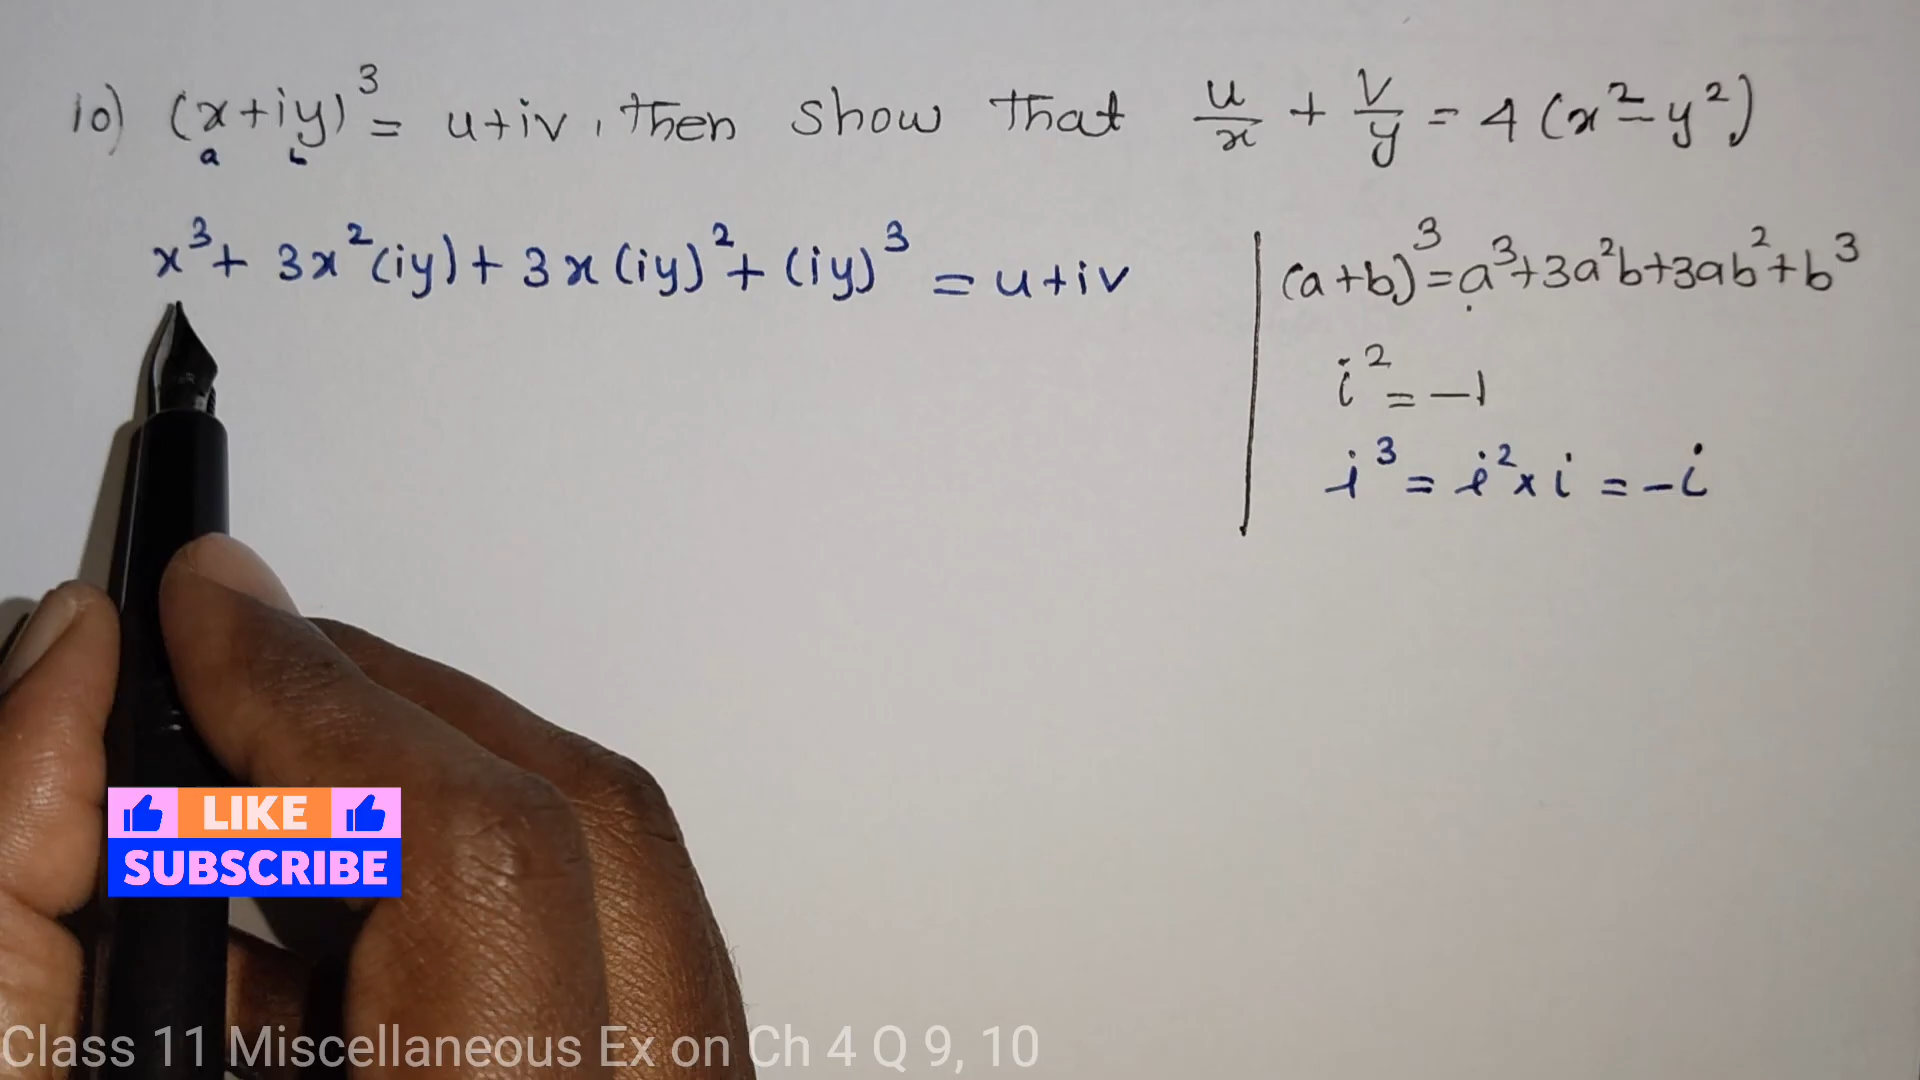 10) (x+iy)³ = u+iv, then show that u/x + v/y = 4(x²-y²)
a b
x³+ 3x²(iy)+3x(iy)²+(iy)³ = u+iv
(a+b)³=a³+3a²b+3ab²+b³
i² = -1
i³ = i²×i = -i
LIKE
SUBSCRIBE
Class 11 Miscellaneous Ex on Ch 4 Q 9, 10